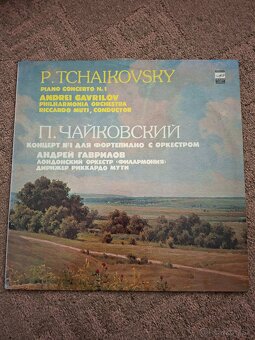 P. TCHAIKOVSKY
PIANO CONCERTO N. 1
ANDREI GAVRILOV
PHILHARMONIA ORCHESTRA
RICCARDO MUTI, CONDUCTOR
П. ЧАЙКОВСКИЙ
КОНЦЕРТ №1 ДЛЯ ФОРТЕПИАНО С ОРКЕСТРОМ
АНДРЕЙ ГАВРИЛОВ
ЛОНДОНСКИЙ ОРКЕСТР «ФИЛАРМОНИЯ»
ДИРИЖЕР РИККАРДО МУТИ